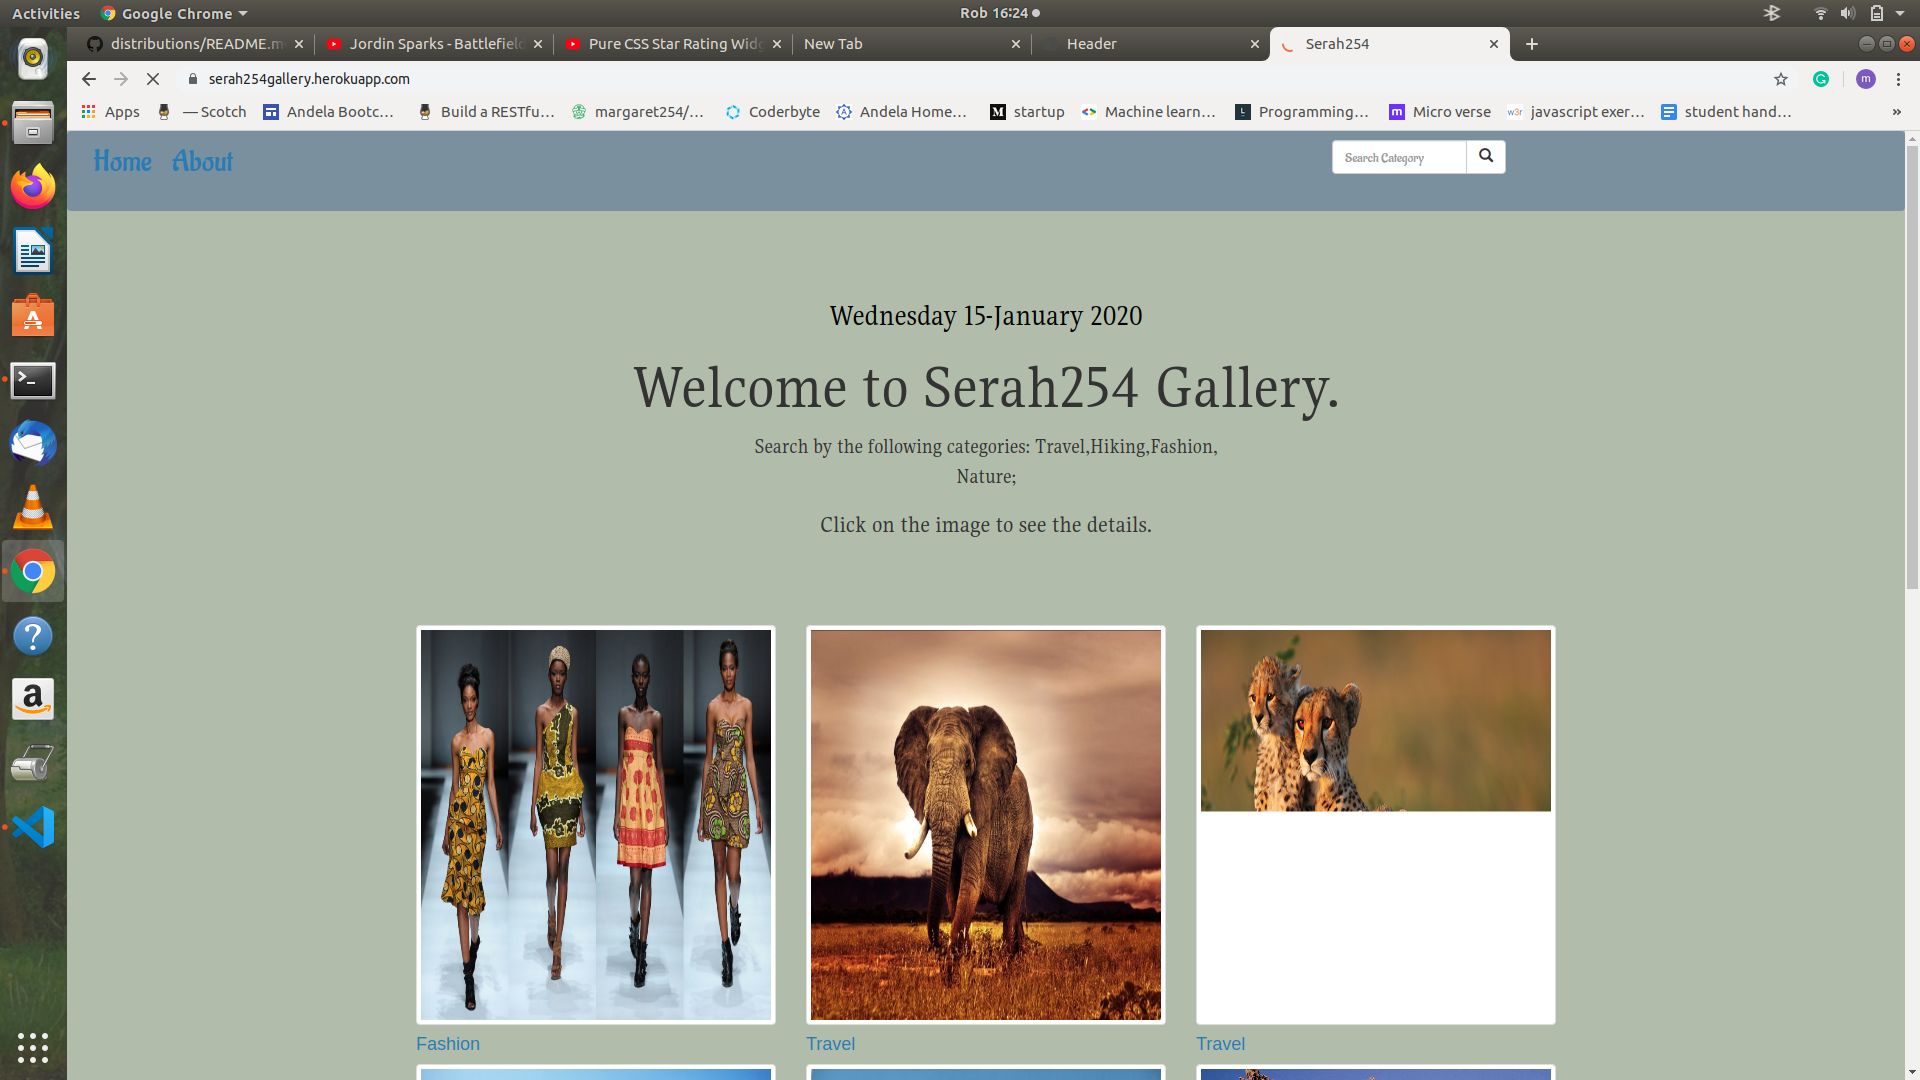 Activities Google Chrome Rob 16:24
distributions/README.m Jordin Sparks - Battlefield Pure CSS Star Rating Widg New Tab Header Serah254
serah254gallery.herokuapp.com m
Apps — Scotch Andela Bootc… Build a RESTfu… margaret254/… Coderbyte Andela Home… startup Machine learn… Programming… Micro verse javascript exer… student hand… »
Home About Search Category
Wednesday 15-January 2020
Welcome to Serah254 Gallery.
Search by the following categories: Travel,Hiking,Fashion,
Nature;
Click on the image to see the details.
Fashion Travel Travel